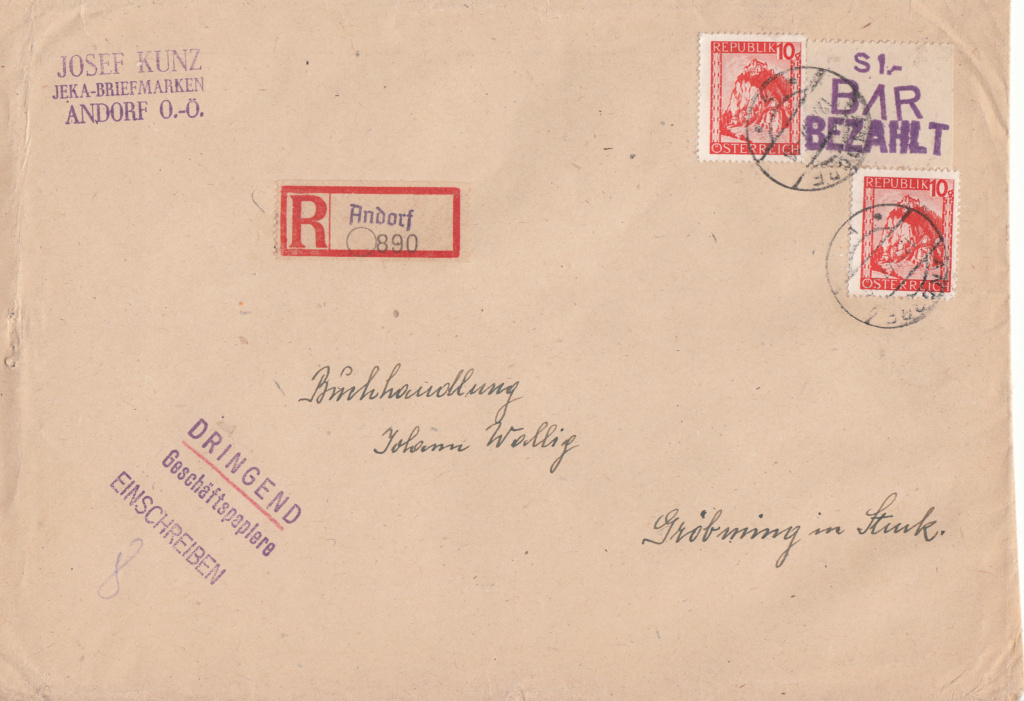 JOSEF KUNZ
JEKA-BRIEFMARKEN
ANDORF O.-Ö.
REPUBLIK 10g
ÖSTERREICH
S 1.-
BAR
BEZAHLT
REPUBLIK 10g
ÖSTERREICH
R Andorf
890
Buchhandlung
Johann Wallig
Gröbming in Stmk.
DRINGEND
Geschäftspapiere
EINSCHREIBEN
8